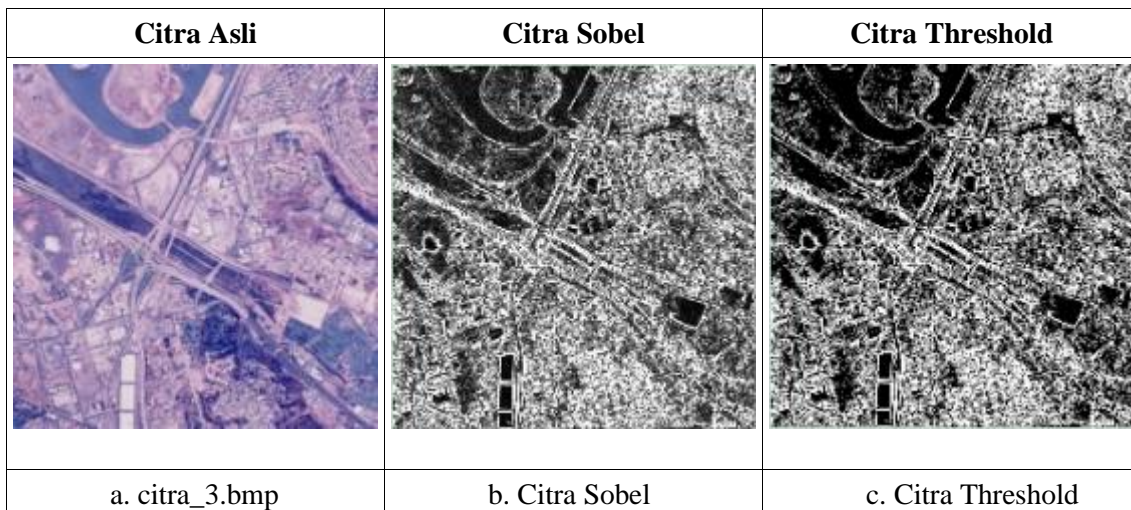 Citra Asli
Citra Sobel
Citra Threshold
a. citra_3.bmp
b. Citra Sobel
c. Citra Threshold